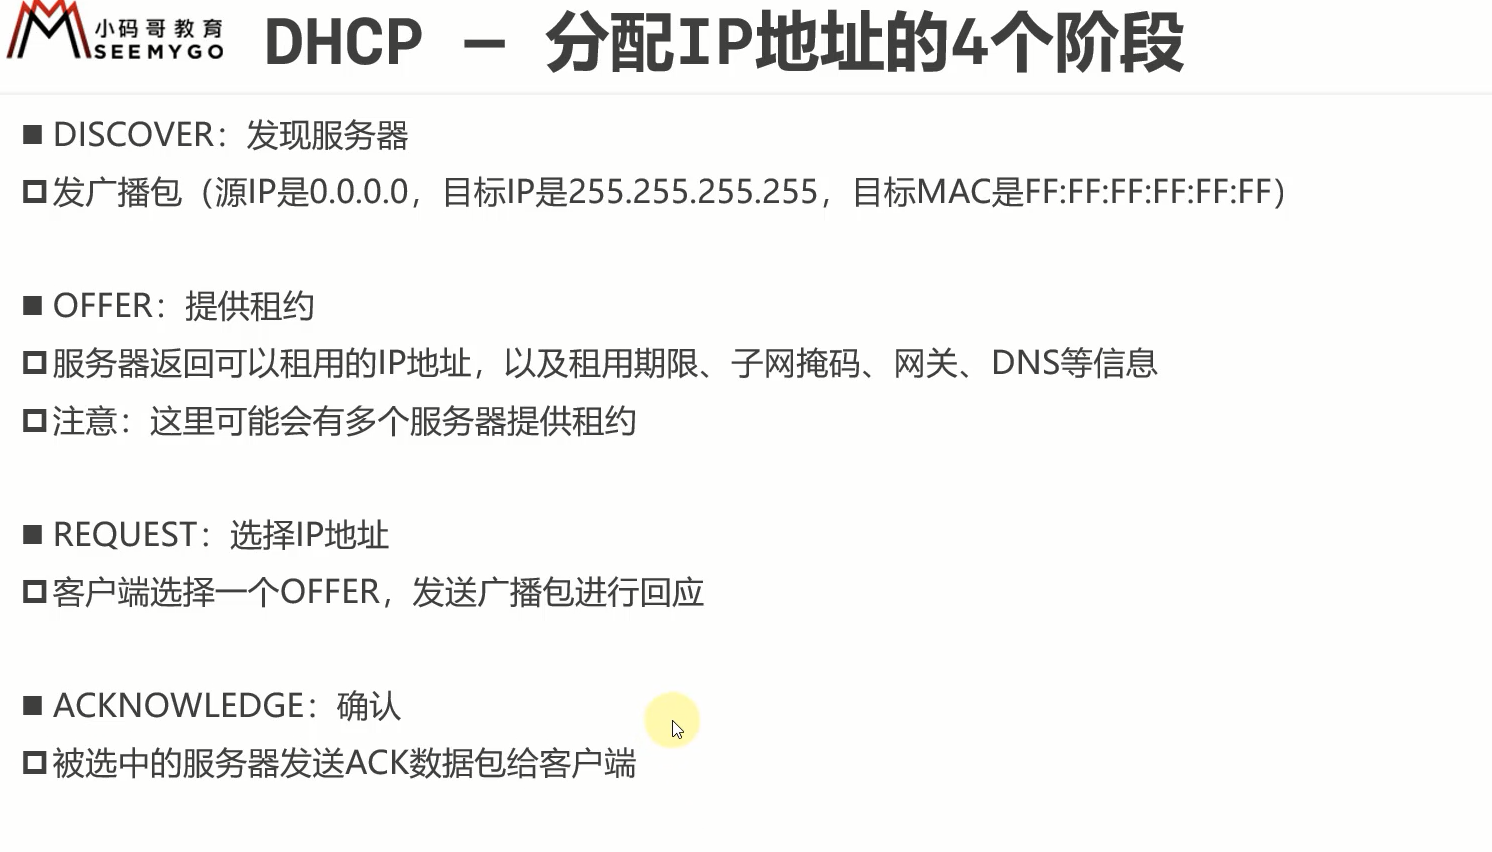 小码哥教育
SEEMYGO
DHCP – 分配IP地址的4个阶段
■ DISCOVER：发现服务器
发广播包（源IP是0.0.0.0，目标IP是255.255.255.255，目标MAC是FF:FF:FF:FF:FF:FF）
■ OFFER：提供租约
服务器返回可以租用的IP地址，以及租用期限、子网掩码、网关、DNS等信息
注意：这里可能会有多个服务器提供租约
■ REQUEST：选择IP地址
客户端选择一个OFFER，发送广播包进行回应
■ ACKNOWLEDGE：确认
被选中的服务器发送ACK数据包给客户端